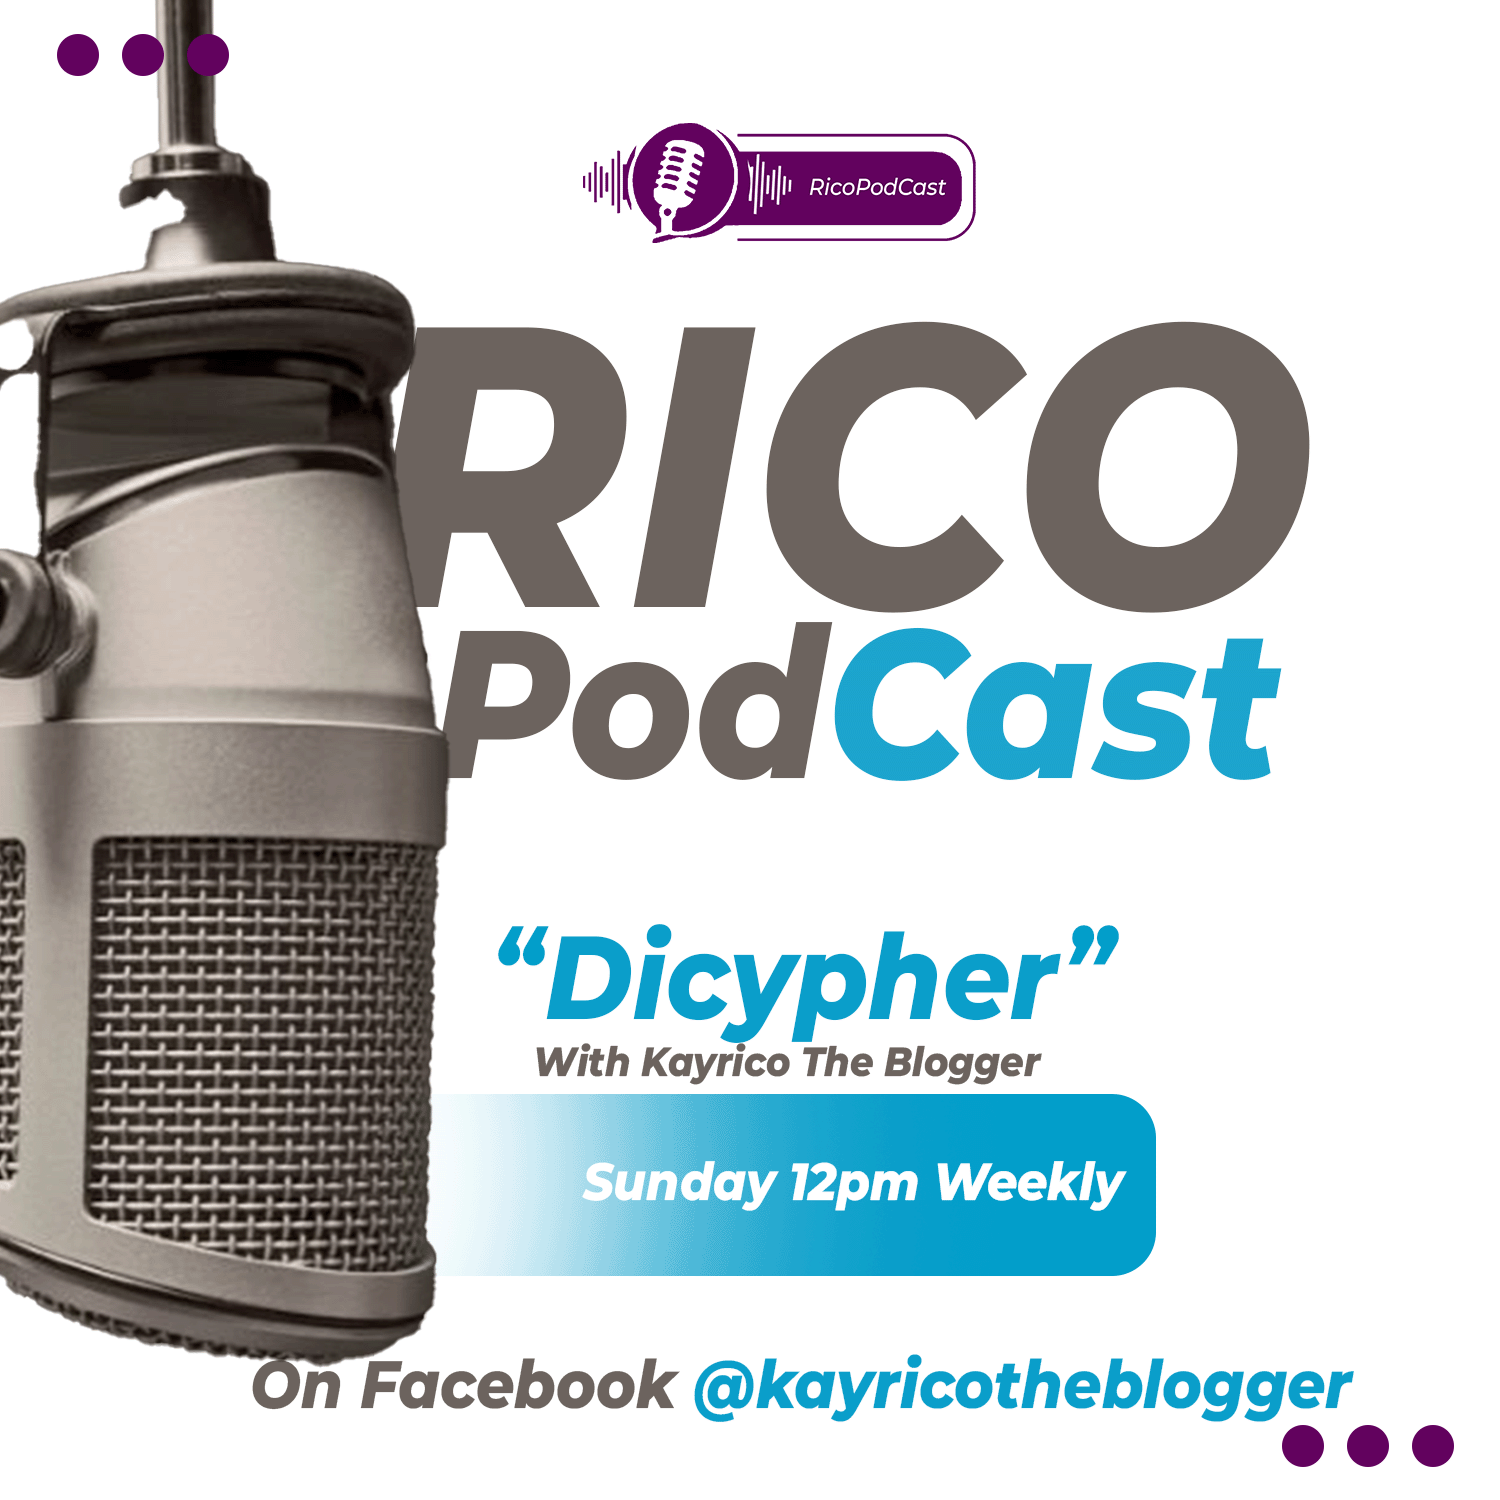 RicoPodCast
RICO
PodCast
“Dicypher”
With Kayrico The Blogger
Sunday 12pm Weekly
On Facebook @kayricotheblogger